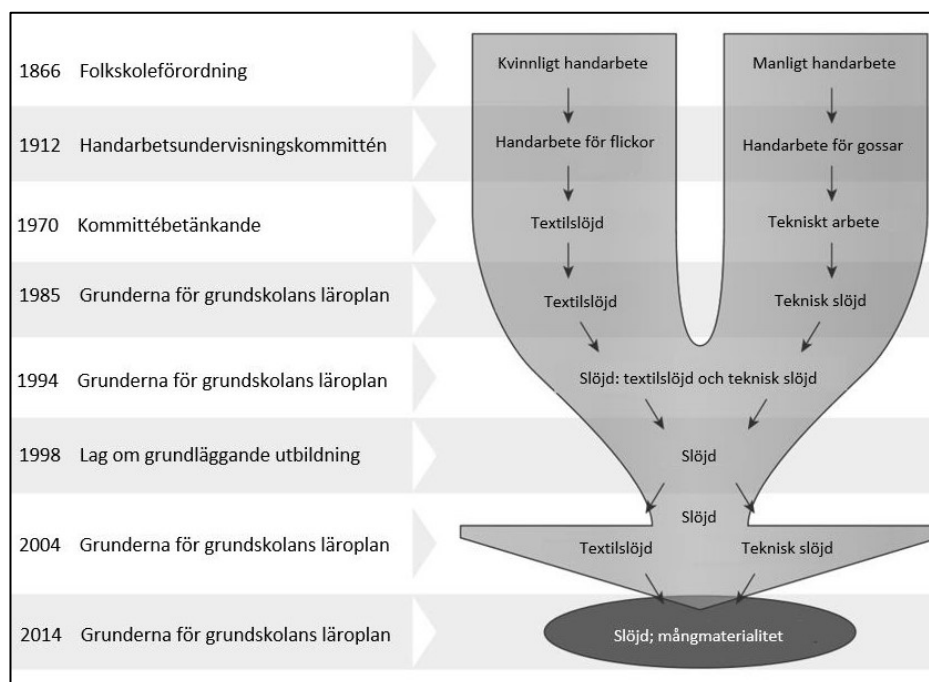 1866 Folkskoleförordning
Kvinnligt handarbete
Manligt handarbete
1912 Handarbetsundervisningskommittén
Handarbete för flickor
Handarbete för gossar
1970 Kommittébetänkande
Textilslöjd
Tekniskt arbete
1985 Grunderna för grundskolans läroplan
Textilslöjd
Teknisk slöjd
1994 Grunderna för grundskolans läroplan
Slöjd: textilslöjd och teknisk slöjd
1998 Lag om grundläggande utbildning
Slöjd
Slöjd
2004 Grunderna för grundskolans läroplan
Textilslöjd
Teknisk slöjd
2014 Grunderna för grundskolans läroplan
Slöjd; mångmaterialitet